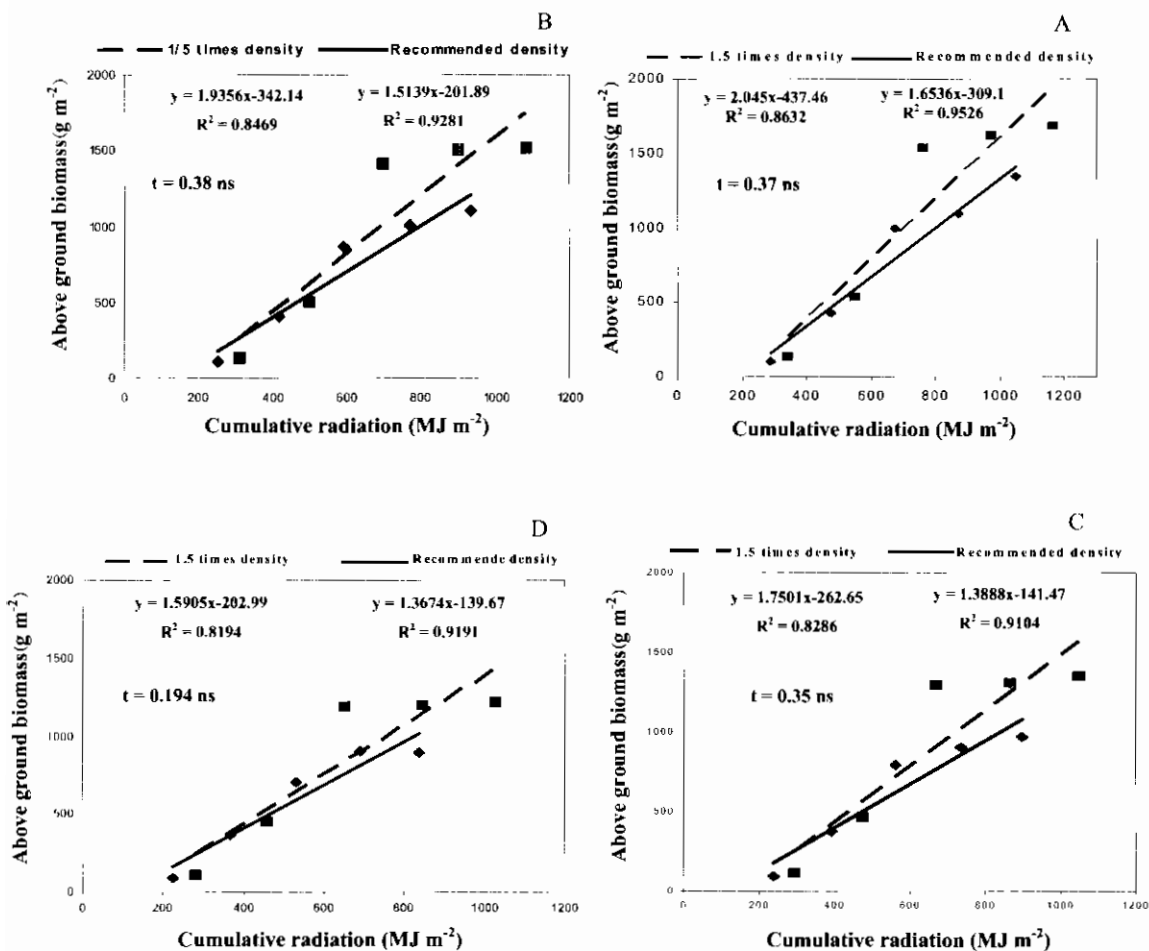 B
1/5 times density Recommended density
2000
1500
1000
500
0
y = 1.9356x-342.14 y = 1.5139x-201.89
R² = 0.8469 R² = 0.9281
t = 0.38 ns
Above ground biomass(g m⁻²)
0 200 400 600 800 1000 1200
Cumulative radiation (MJ m⁻²)
A
1.5 times density Recommended density
2000
1500
1000
500
0
y = 2.045x-437.46 y = 1.6536x-309.1
R² = 0.8632 R² = 0.9526
t = 0.37 ns
Above ground biomass(g m⁻²)
0 200 400 600 800 1000 1200
Cumulative radiation (MJ m⁻²)
D
1.5 times density Recommende density
2000
1500
1000
500
0
y = 1.5905x-202.99 y = 1.3674x-139.67
R² = 0.8194 R² = 0.9191
t = 0.194 ns
Above ground biomass(g m⁻²)
0 200 400 600 800 1000 1200
Cumulative radiation (MJ m⁻²)
C
1.5 times density Recommended density
2000
1500
1000
500
0
y = 1.7501x-262.65 y = 1.3888x-141.47
R² = 0.8286 R² = 0.9104
t = 0.35 ns
Above ground biomass(g m⁻²)
0 200 400 600 800 1000 1200
Cumulative radiation (MJ m⁻²)